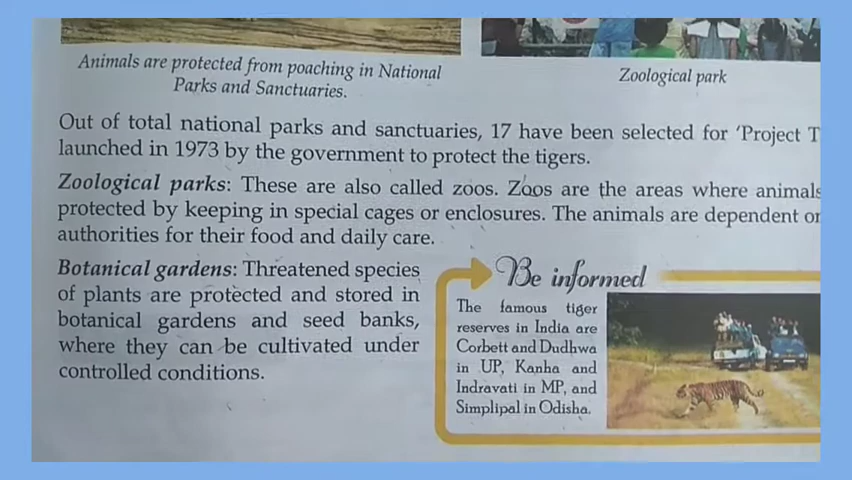 Animals are protected from poaching in National
Parks and Sanctuaries.
Zoological park
Out of total national parks and sanctuaries, 17 have been selected for ‘Project
launched in 1973 by the government to protect the tigers.
Zoological parks: These are also called zoos. Zoos are the areas where animals
protected by keeping in special cages or enclosures. The animals are dependent
authorities for their food and daily care.
Botanical gardens: Threatened species
of plants are protected and stored in
botanical gardens and seed banks,
where they can be cultivated under
controlled conditions.
Be informed
The famous tiger
reserves in India are
Corbett and Dudhwa
in UP, Kanha and
Indravati in MP, and
Simplipal in Odisha.